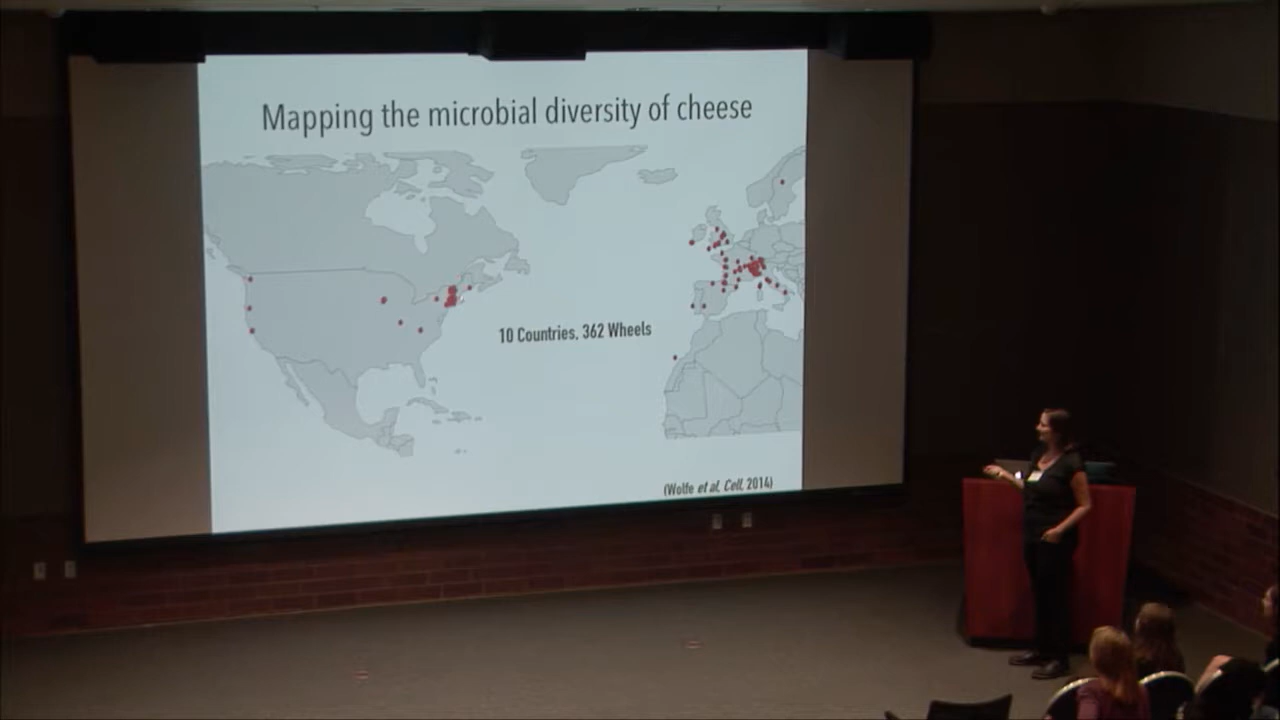 Mapping the microbial diversity of cheese
10 Countries, 362 Wheels
(Wolfe et al, Cell, 2014)